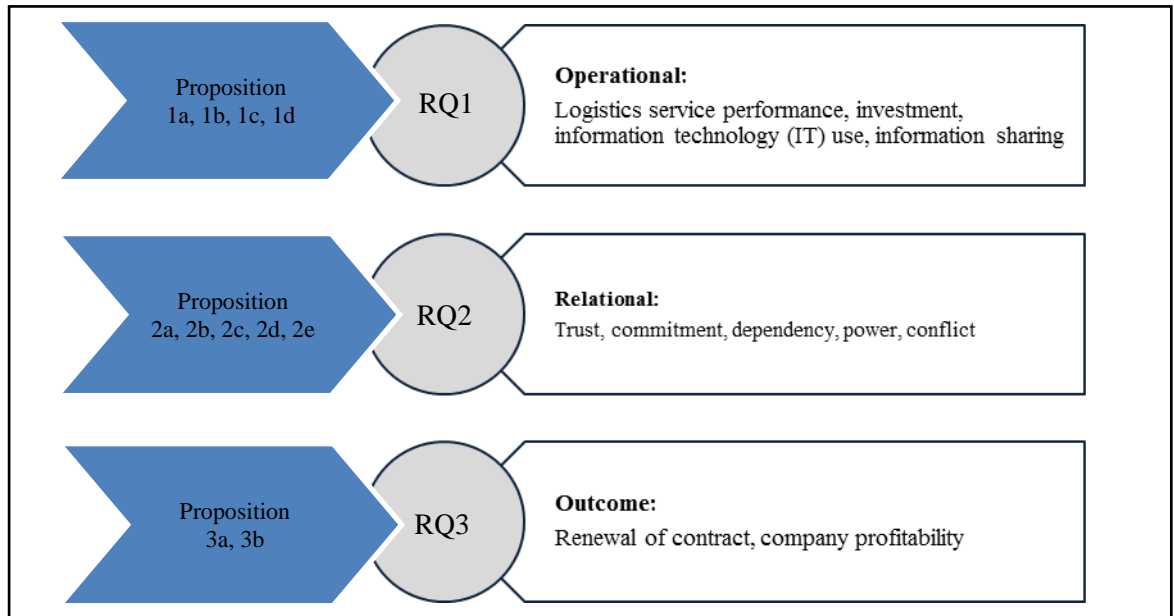 Proposition
1a, 1b, 1c, 1d
RQ1
Operational:
Logistics service performance, investment,
information technology (IT) use, information sharing
Proposition
2a, 2b, 2c, 2d, 2e
RQ2
Relational:
Trust, commitment, dependency, power, conflict
Proposition
3a, 3b
RQ3
Outcome:
Renewal of contract, company profitability